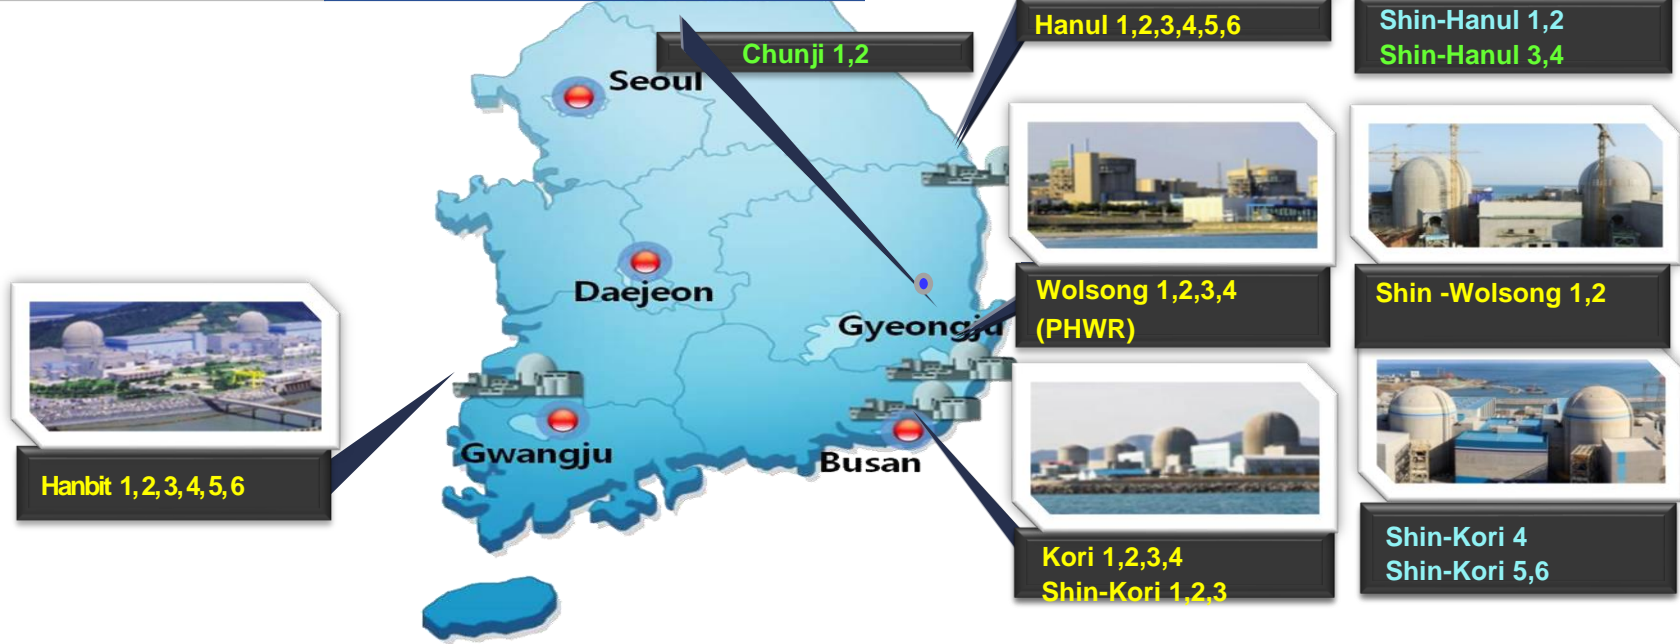 Hanul 1,2,3,4,5,6
Shin-Hanul 1,2
Shin-Hanul 3,4
Chunji 1,2
Seoul
Daejeon
Wolsong 1,2,3,4
(PHWR)
Shin -Wolsong 1,2
Gyeongju
Gwangju
Busan
Hanbit 1,2,3,4,5,6
Kori 1,2,3,4
Shin-Kori 1,2,3
Shin-Kori 4
Shin-Kori 5,6